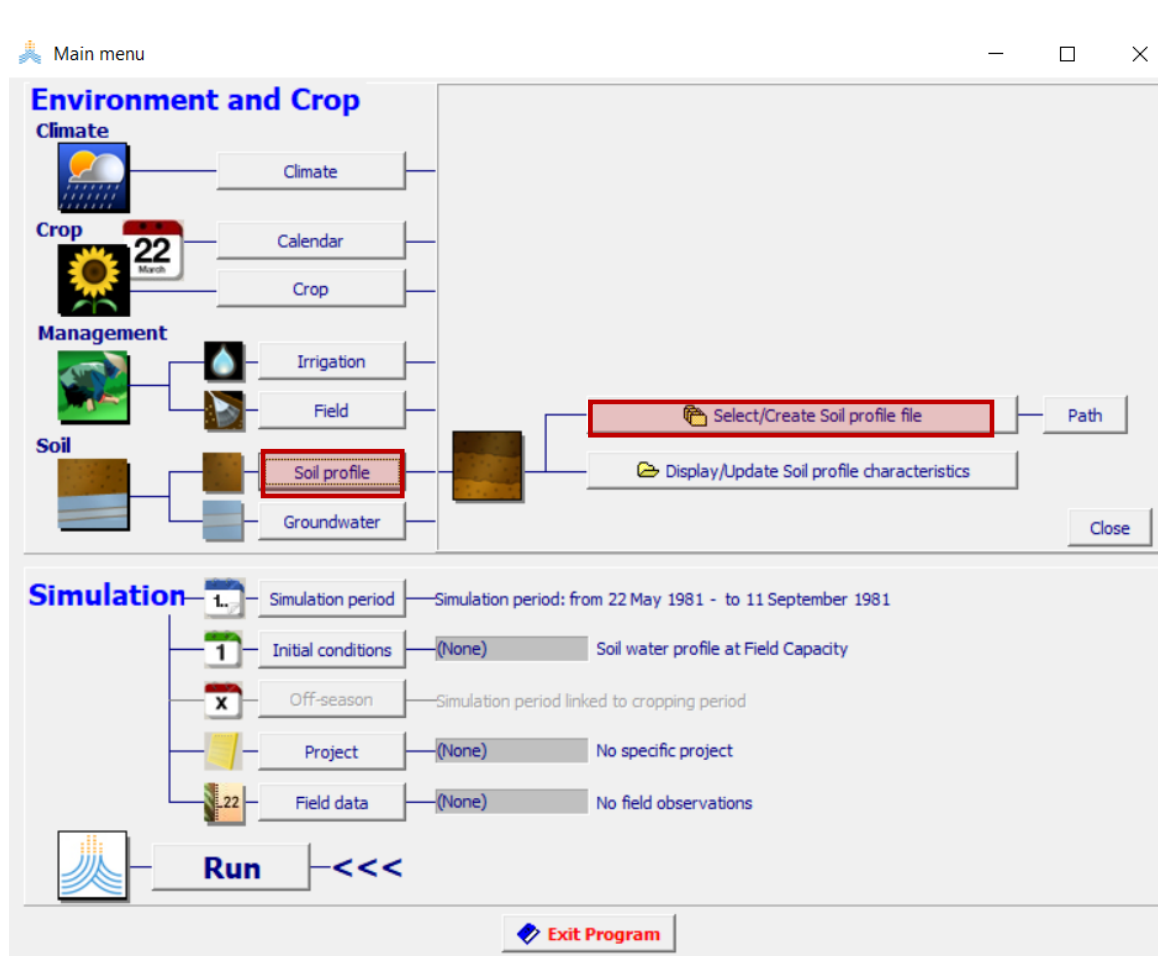 Main menu
Environment and Crop
Climate
Climate
Crop
22
March
Calendar
Crop
Management
Irrigation
Field
Select/Create Soil profile file
Path
Soil
Soil profile
Display/Update Soil profile characteristics
Groundwater
Close
Simulation
1..
Simulation period
Simulation period: from 22 May 1981 - to 11 September 1981
1
Initial conditions
(None)
Soil water profile at Field Capacity
x
Off-season
Simulation period linked to cropping period
Project
(None)
No specific project
..22
Field data
(None)
No field observations
Run
<<<
Exit Program